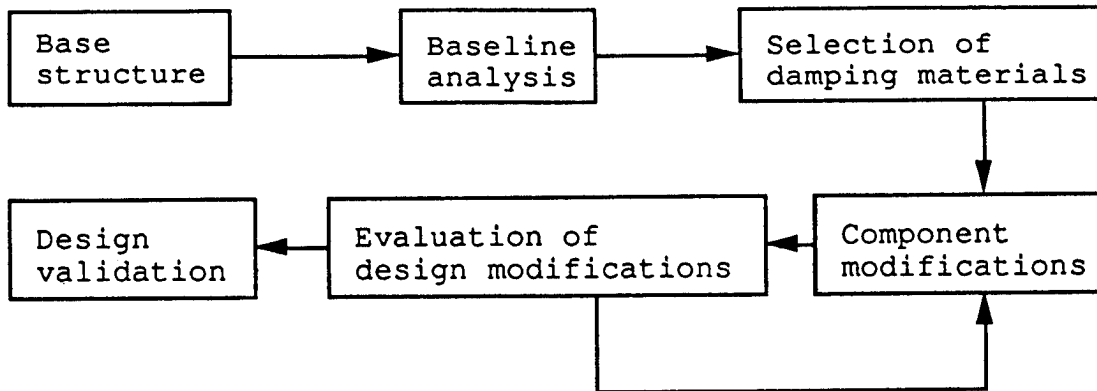 Base
structure
Baseline
analysis
Selection of
damping materials
Design
validation
Evaluation of
design modifications
Component
modifications